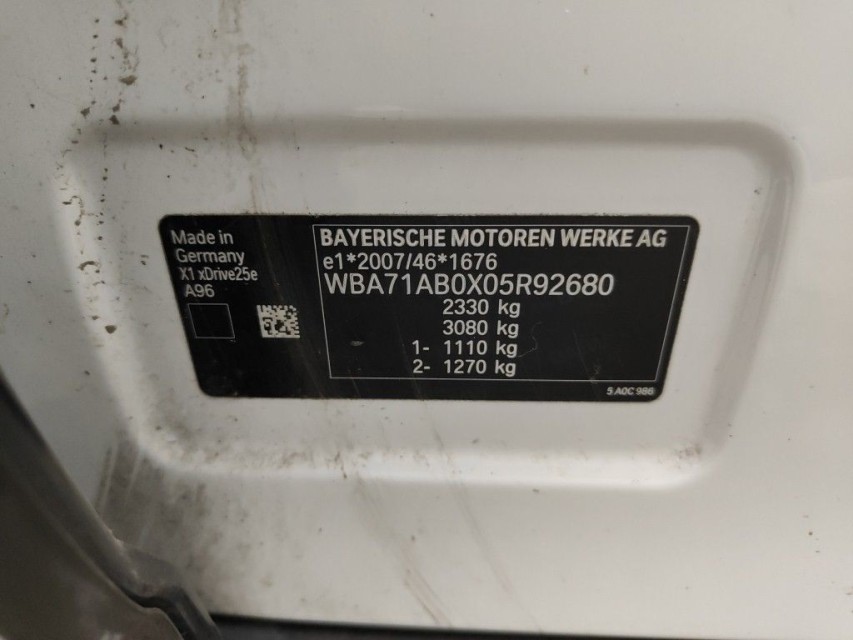 Made in
Germany
X1 xDrive25e
A96
BAYERISCHE MOTOREN WERKE AG
e1*2007/46*1676
WBA71AB0X05R92680
2330 kg
3080 kg
1- 1110 kg
2- 1270 kg
5 A0C 986